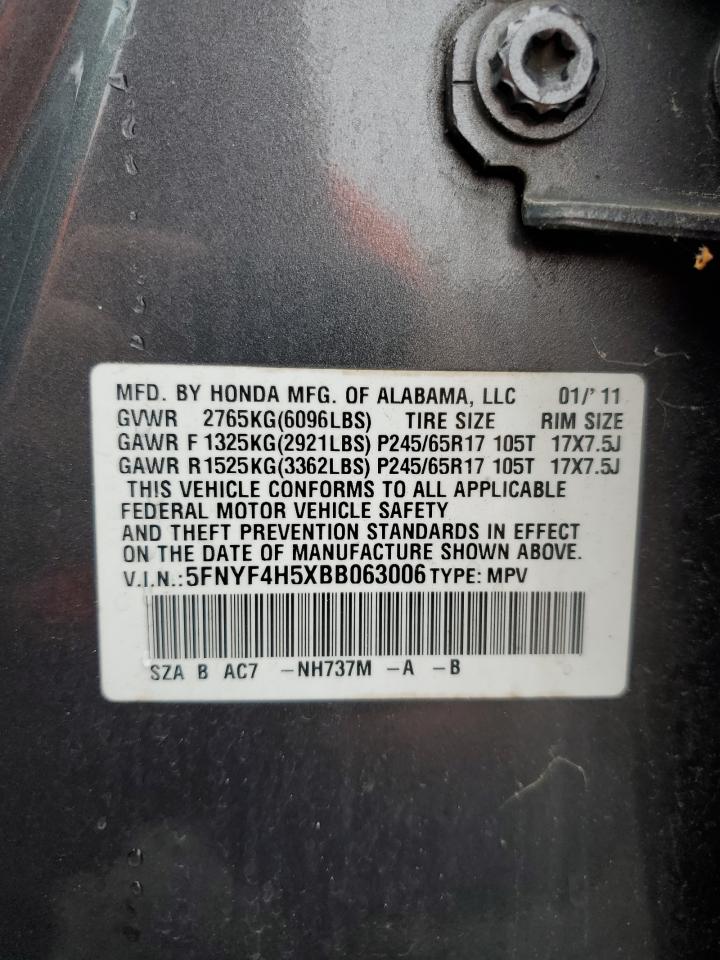 MFD. BY HONDA MFG. OF ALABAMA, LLC 01/'11
GVWR 2765KG(6096LBS) TIRE SIZE RIM SIZE
GAWR F 1325KG(2921LBS) P245/65R17 105T 17X7.5J
GAWR R 1525KG(3362LBS) P245/65R17 105T 17X7.5J
THIS VEHICLE CONFORMS TO ALL APPLICABLE
FEDERAL MOTOR VEHICLE SAFETY
AND THEFT PREVENTION STANDARDS IN EFFECT
ON THE DATE OF MANUFACTURE SHOWN ABOVE.
V.I.N.:5FNYF4H5XBB063006 TYPE: MPV
SZA B AC7 -NH737M -A -B